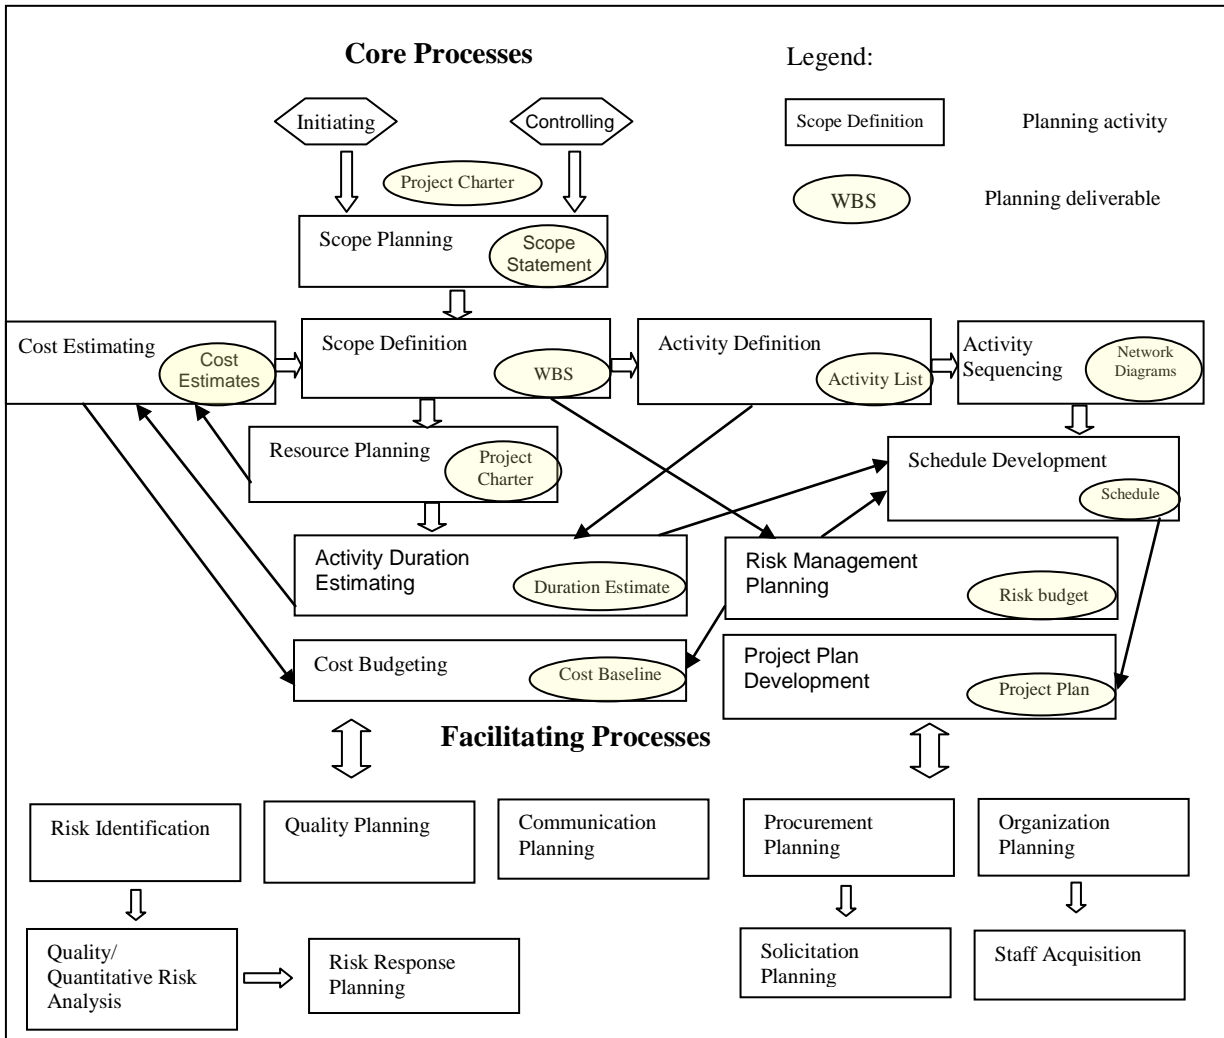 Core Processes
Legend:
Initiating
Controlling
Scope Definition
Planning activity
Project Charter
WBS
Planning deliverable
Scope Planning
Scope
Statement
Cost Estimating
Cost
Estimates
Scope Definition
WBS
Activity Definition
Activity List
Activity
Sequencing
Network
Diagrams
Resource Planning
Project
Charter
Schedule Development
Schedule
Activity Duration
Estimating
Duration Estimate
Risk Management
Planning
Risk budget
Cost Budgeting
Cost Baseline
Project Plan
Development
Project Plan
Facilitating Processes
Risk Identification
Quality Planning
Communication
Planning
Procurement
Planning
Organization
Planning
Quality/
Quantitative Risk
Analysis
Risk Response
Planning
Solicitation
Planning
Staff Acquisition